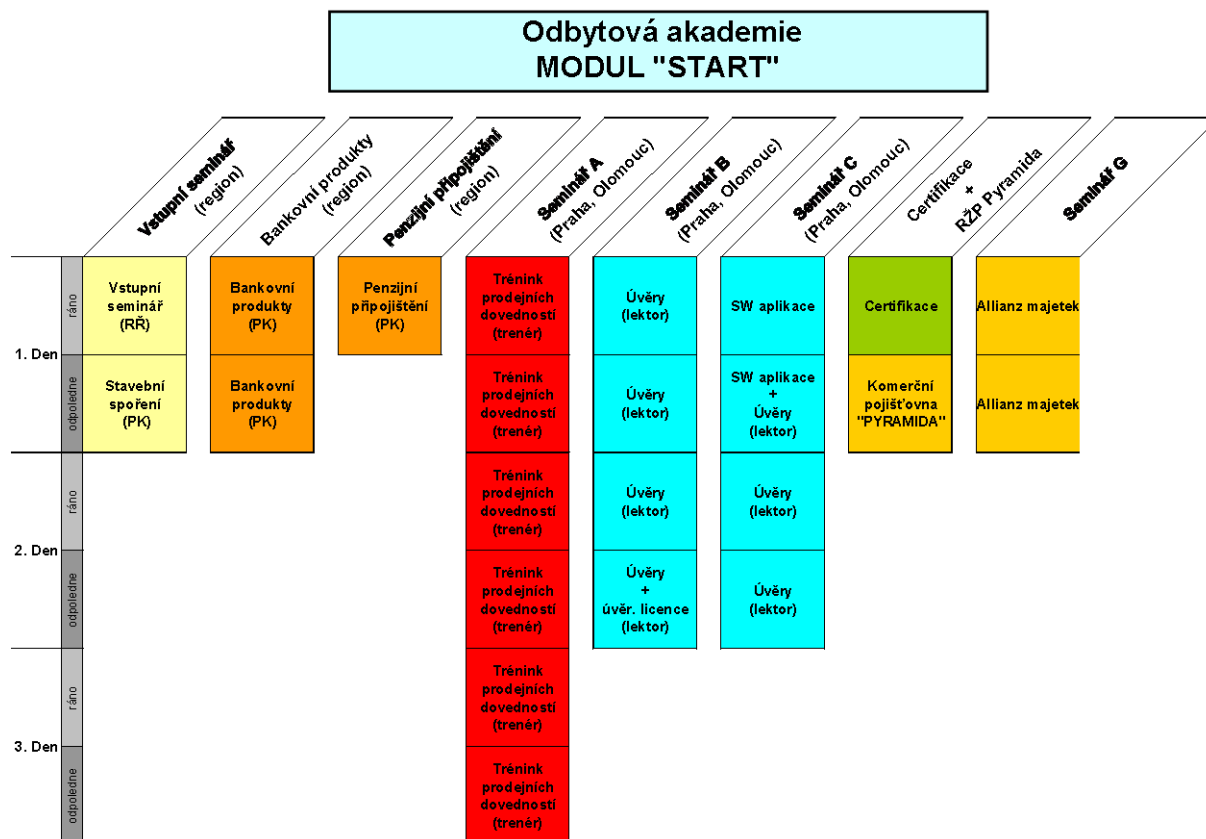 Odbytová akademie
MODUL "START"
Vstupní seminář
(region)
Bankovní produkty
(region)
Penzijní připojištění
(region)
Seminář A
(Praha, Olomouc)
Seminář B
(Praha, Olomouc)
Seminář C
(Praha, Olomouc)
Certifikace
+
RŽP Pyramida
Seminář G
1. Den
ráno
odpoledne
2. Den
ráno
odpoledne
3. Den
ráno
odpoledne
Vstupní
seminář
(RŘ)
Stavební
spoření
(PK)
Bankovní
produkty
(PK)
Bankovní
produkty
(PK)
Penzijní
připojištění
(PK)
Trénink
prodejních
dovedností
(trenér)
Trénink
prodejních
dovedností
(trenér)
Trénink
prodejních
dovedností
(trenér)
Trénink
prodejních
dovedností
(trenér)
Trénink
prodejních
dovedností
(trenér)
Trénink
prodejních
dovedností
(trenér)
Úvěry
(lektor)
Úvěry
(lektor)
Úvěry
(lektor)
Úvěry
+
úvěr. licence
(lektor)
SW aplikace
SW aplikace
+
Úvěry
(lektor)
Úvěry
(lektor)
Úvěry
(lektor)
Certifikace
Komerční
pojišťovna
"PYRAMIDA"
Allianz majetek
Allianz majetek